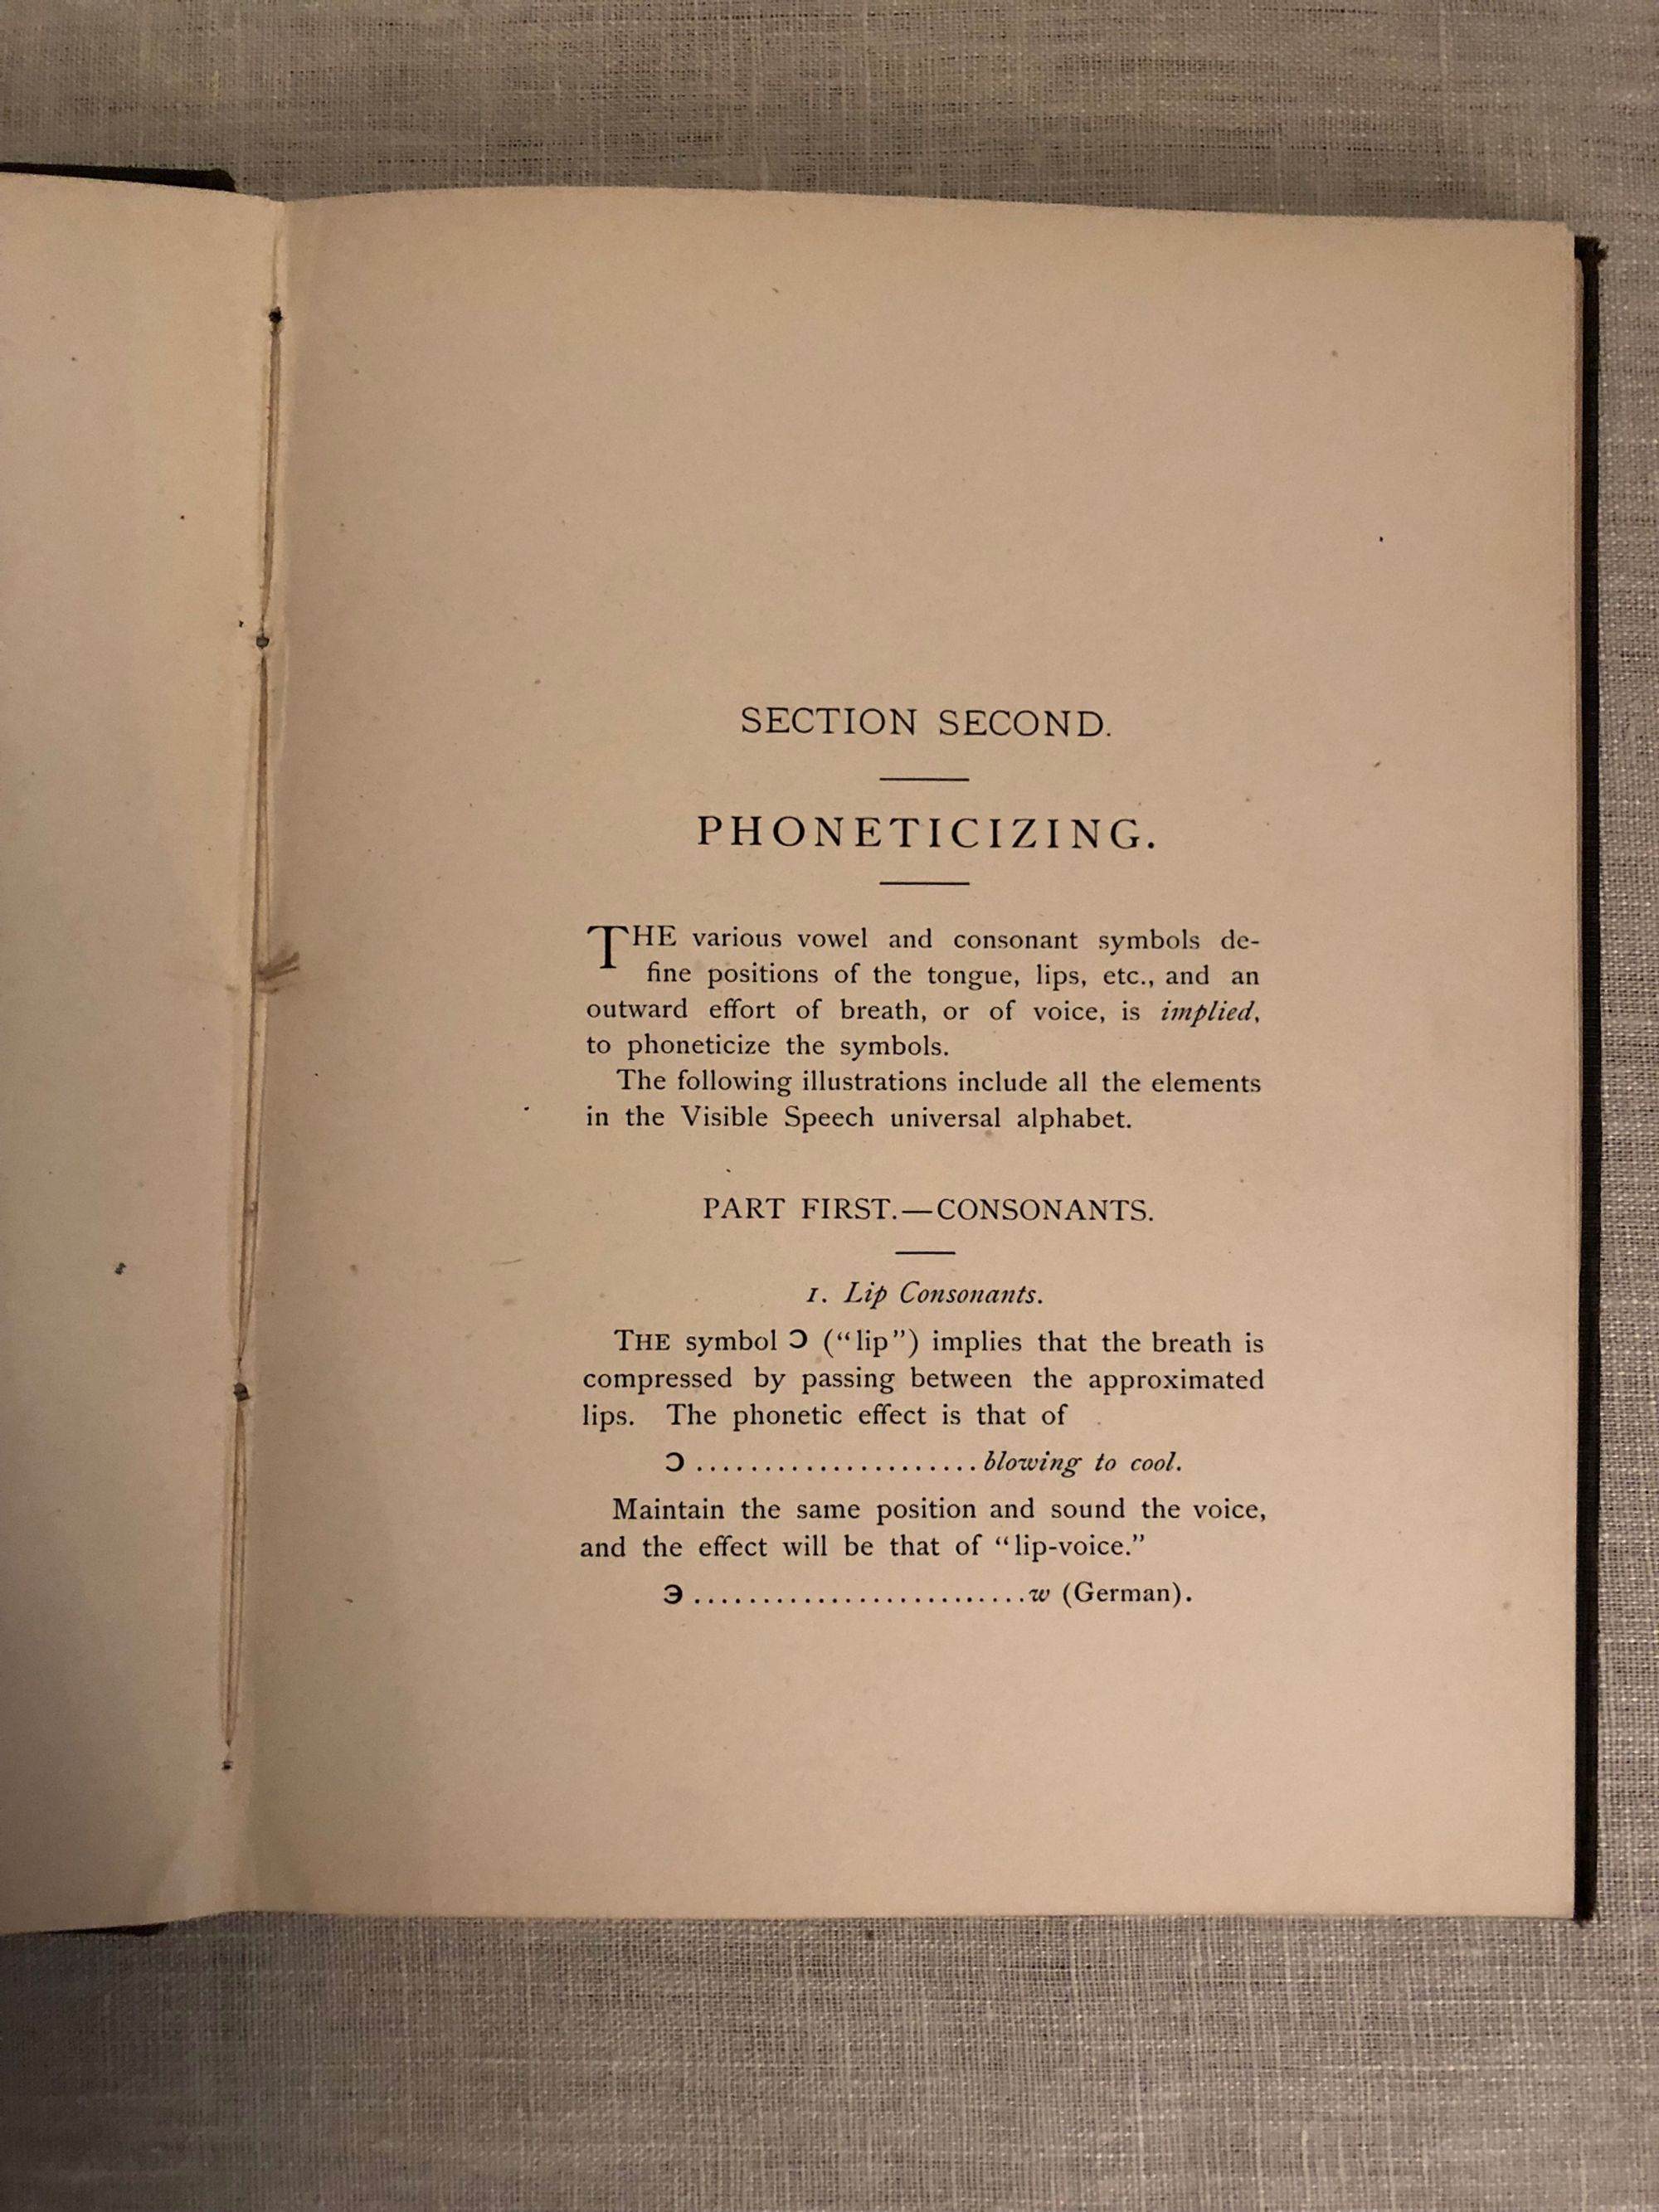 SECTION SECOND.
PHONETICIZING.
THE various vowel and consonant symbols de-
fine positions of the tongue, lips, etc., and an
outward effort of breath, or of voice, is implied,
to phoneticize the symbols.
The following illustrations include all the elements
in the Visible Speech universal alphabet.
PART FIRST.—CONSONANTS.
1. Lip Consonants.
THE symbol Ɔ (“lip”) implies that the breath is
compressed by passing between the approximated
lips. The phonetic effect is that of
Ɔ ..................... blowing to cool.
Maintain the same position and sound the voice,
and the effect will be that of “lip-voice.”
Э ......................... w (German).